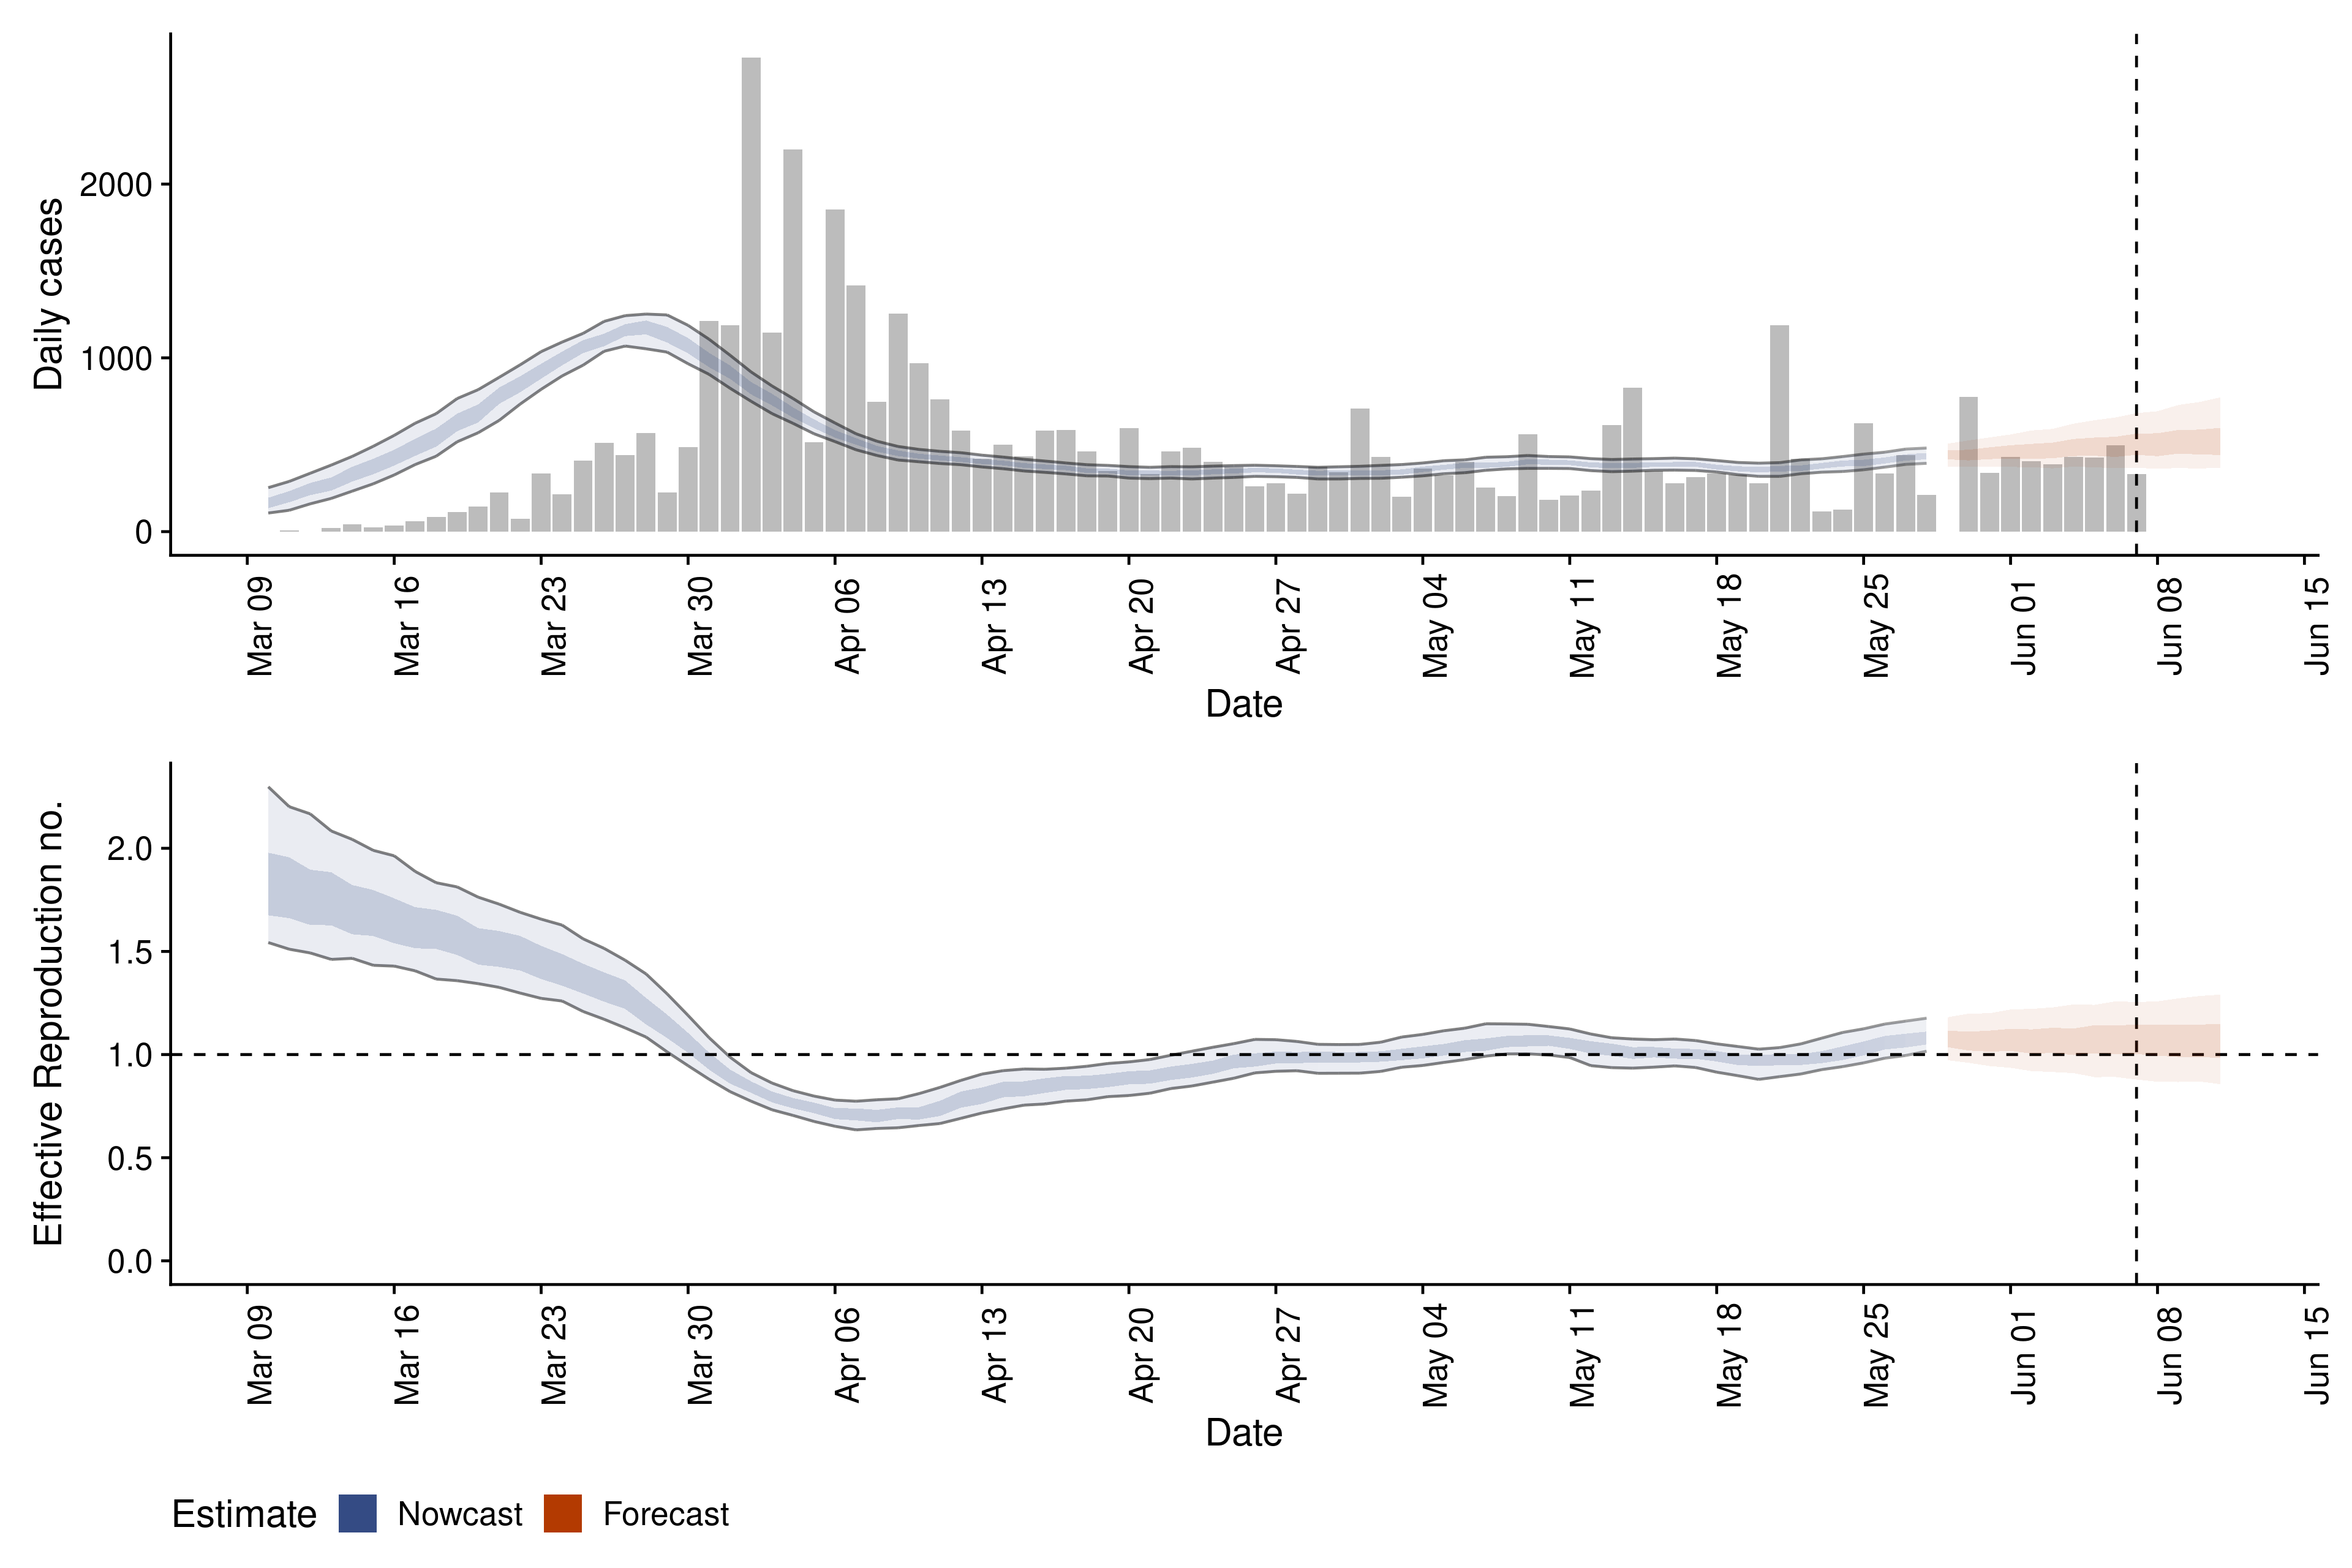 Daily cases
2000
1000
0
Mar 09 Mar 16 Mar 23 Mar 30 Apr 06 Apr 13 Apr 20 Apr 27 May 04 May 11 May 18 May 25 Jun 01 Jun 08 Jun 15
Date
Effective Reproduction no.
2.0
1.5
1.0
0.5
0.0
Mar 09 Mar 16 Mar 23 Mar 30 Apr 06 Apr 13 Apr 20 Apr 27 May 04 May 11 May 18 May 25 Jun 01 Jun 08 Jun 15
Date
Estimate Nowcast Forecast